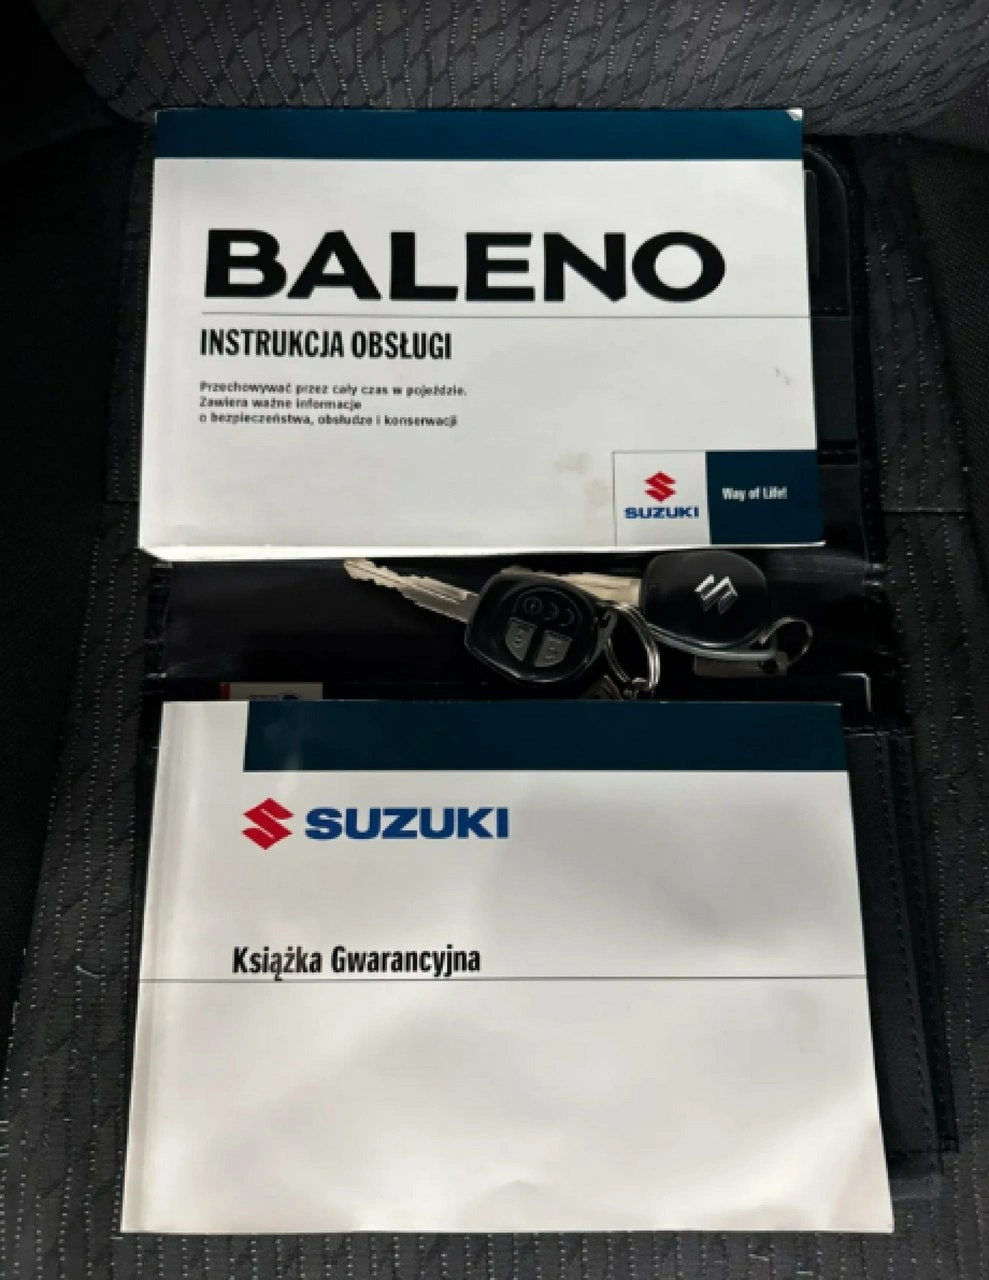 BALENO
INSTRUKCJA OBSŁUGI
Przechowywać przez cały czas w pojeździe.
Zawiera ważne informacje
o bezpieczeństwa, obsłudze i konserwacji
SUZUKI
Way of Life!
SUZUKI
Książka Gwarancyjna